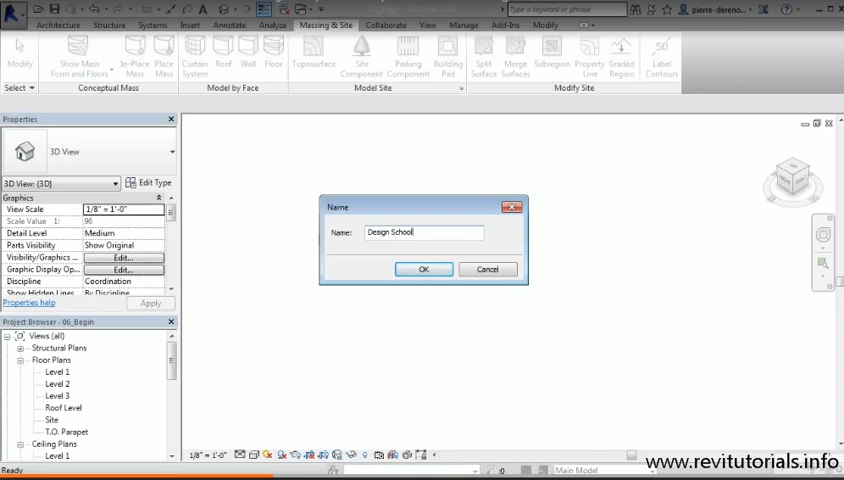 Type a keyword or phrase
pierre-dereno...
Architecture Structure Systems Insert Annotate Analyze Massing & Site Collaborate View Manage Add-Ins Modify
Modify
Show Mass Form and Floors
In-Place Mass
Place Mass
Curtain System
Roof
Wall
Floor
Toposurface
Site Component
Parking Component
Building Pad
Split Surface
Merge Surfaces
Subregion
Property Line
Graded Region
Label Contours
50
Select
Conceptual Mass
Model by Face
Model Site
Modify Site
Properties
3D View
3D View: {3D}
Edit Type
Graphics
View Scale 1/8" = 1'-0"
Scale Value 1: 96
Detail Level Medium
Parts Visibility Show Original
Visibility/Graphics ... Edit...
Graphic Display Op... Edit...
Discipline Coordination
Show Hidden Lines By Discipline
Properties help
Apply
Project Browser - 06_Begin
Views (all)
Structural Plans
Floor Plans
Level 1
Level 2
Level 3
Roof Level
Site
T.O. Parapet
Ceiling Plans
Level 1
Name
Name: Design School
OK
Cancel
1/8" = 1'-0"
Ready
:0
Main Model
www.revitutorials.info